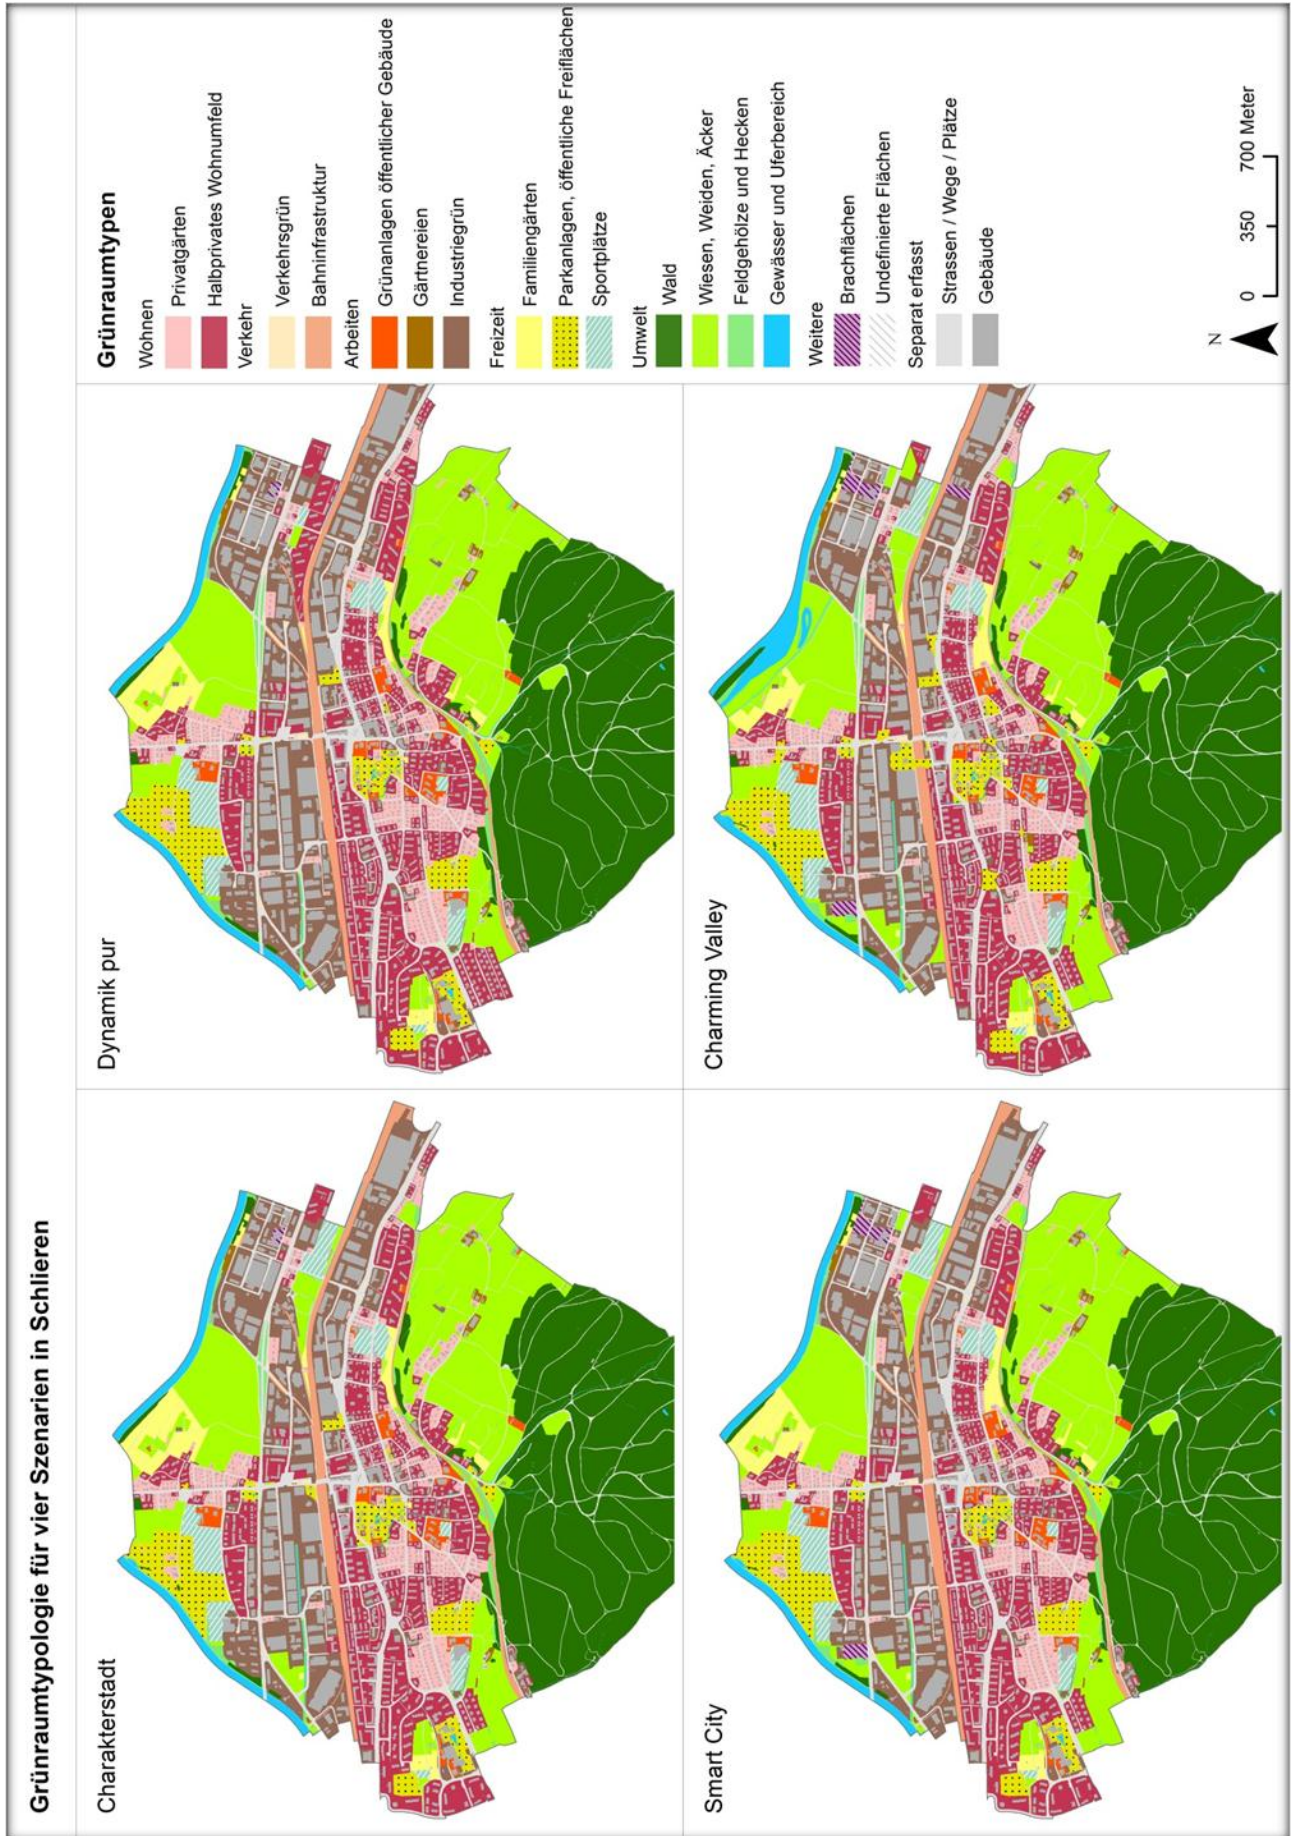 Grünraumtypologie für vier Szenarien in Schlieren
Charakterstadt
Dynamik pur
Smart City
Charming Valley
Grünraumtypen
Wohnen
Privatgärten
Halbprivates Wohnumfeld
Verkehr
Verkehrsgrün
Bahninfrastruktur
Arbeiten
Grünanlagen öffentlicher Gebäude
Gärtnereien
Industriegrün
Freizeit
Familiengärten
Parkanlagen, öffentliche Freiflächen
Sportplätze
Umwelt
Wald
Wiesen, Weiden, Äcker
Feldgehölze und Hecken
Gewässer und Uferbereich
Weitere
Brachflächen
Undefinierte Flächen
Separat erfasst
Strassen / Wege / Plätze
Gebäude
N
0 350 700 Meter